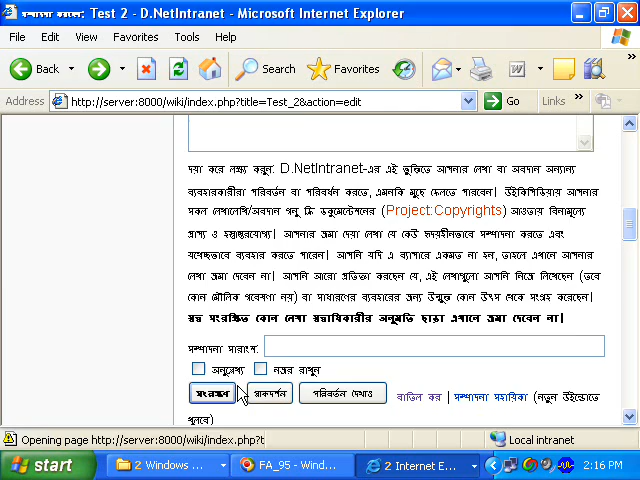 সম্পাদনা করছেন: Test 2 - D.NetIntranet - Microsoft Internet Explorer
File Edit View Favorites Tools Help
Back Search Favorites
Address http://server:8000/wiki/index.php?title=Test_2&action=edit Go Links
দয়া করে লক্ষ্য করুন: D.NetIntranet-এর এই ভুক্তিতে আপনার লেখা বা অবদান অন্যান্য
ব্যবহারকারীরা পরিবর্তন বা পরিবর্ধন করতে, এমনকি মুছে ফেলতে পারবেন। উইকিপিডিয়ায় আপনার
সকল লেখালেখি/অবদান গনু ফ্রি ডকুমেন্টেশনের (Project:Copyrights) আওতায় বিনামূল্যে
প্রাপ্য ও হস্তান্তরযোগ্য। আপনার জমা দেয়া লেখা যে কেউ হৃদয়হীনভাবে সম্পাদনা করতে এবং
যথেচ্ছভাবে ব্যবহার করতে পারেন। আপনি যদি এ ব্যাপারে একমত না হন, তাহলে এখানে আপনার
লেখা জমা দেবেন না। আপনি আরো প্রতিজ্ঞা করছেন যে, এই লেখাগুলো আপনি নিজে লিখেছেন (তবে
কোন মৌলিক গবেষণা নয়) বা সাধারণের ব্যবহারের জন্য উন্মুক্ত কোন উৎস থেকে সংগ্রহ করেছেন।
স্বত্ব সংরক্ষিত কোন লেখা স্বত্বাধিকারীর অনুমতি ছাড়া এখানে জমা দেবেন না।
সম্পাদনা সারাংশ:
অনুল্লেখ্য নজর রাখুন
সংরক্ষণ প্রাকদর্শন পরিবর্তন দেখাও বাতিল কর | সম্পাদনা সহায়িকা (নতুন উইন্ডোতে
খুলবে)
Opening page http://server:8000/wiki/index.php?t Local intranet
start 2 Windows ... FA_95 - Wind... 2 Internet E... 2:16 PM